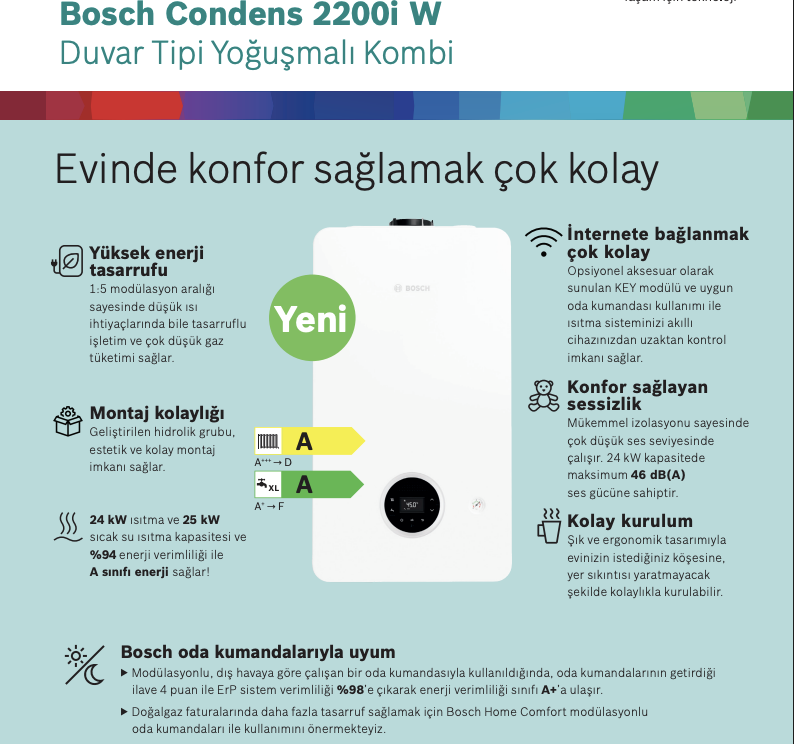 Bosch Condens 2200i W
Duvar Tipi Yoğuşmalı Kombi
Evinde konfor sağlamak çok kolay
Yüksek enerji
tasarrufu
1:5 modülasyon aralığı
sayesinde düşük ısı
ihtiyaçlarında bile tasarruflu
işletim ve çok düşük gaz
tüketimi sağlar.
Montaj kolaylığı
Geliştirilen hidrolik grubu,
estetik ve kolay montaj
imkanı sağlar.
24 kW ısıtma ve 25 kW
sıcak su ısıtma kapasitesi ve
%94 enerji verimliliği ile
A sınıfı enerji sağlar!
Yeni
BOSCH
A
A+++ → D
XL
A
A+ → F
İnternete bağlanmak
çok kolay
Opsiyonel aksesuar olarak
sunulan KEY modülü ve uygun
oda kumandası kullanımı ile
ısıtma sisteminizi akıllı
cihazınızdan uzaktan kontrol
imkanı sağlar.
Konfor sağlayan
sessizlik
Mükemmel izolasyonu sayesinde
çok düşük ses seviyesinde
çalışır. 24 kW kapasitede
maksimum 46 dB(A)
ses gücüne sahiptir.
Kolay kurulum
Şık ve ergonomik tasarımıyla
evinizin istediğiniz köşesine,
yer sıkıntısı yaratmayacak
şekilde kolaylıkla kurulabilir.
Bosch oda kumandalarıyla uyum
▶ Modülasyonlu, dış havaya göre çalışan bir oda kumandasıyla kullanıldığında, oda kumandalarının getirdiği
ilave 4 puan ile ErP sistem verimliliği %98'e çıkarak enerji verimliliği sınıfı A+'a ulaşır.
▶ Doğalgaz faturalarında daha fazla tasarruf sağlamak için Bosch Home Comfort modülasyonlu
oda kumandaları ile kullanımını önermekteyiz.